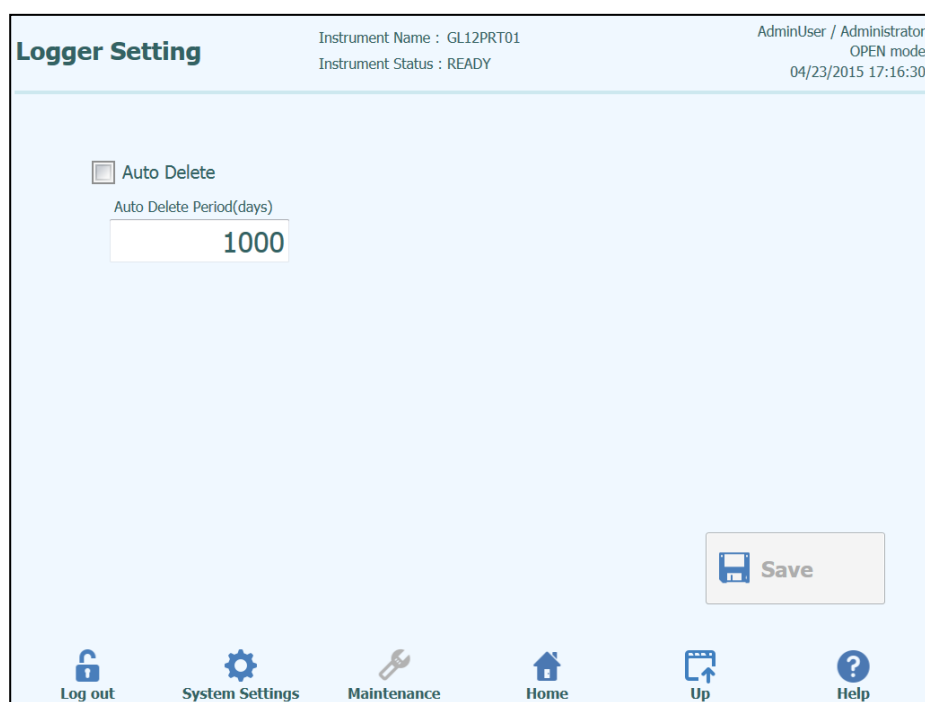 Logger Setting
Instrument Name : GL12PRT01
Instrument Status : READY
AdminUser / Administrator
OPEN mode
04/23/2015 17:16:30
Auto Delete
Auto Delete Period(days)
1000
Save
Log out
System Settings
Maintenance
Home
Up
Help